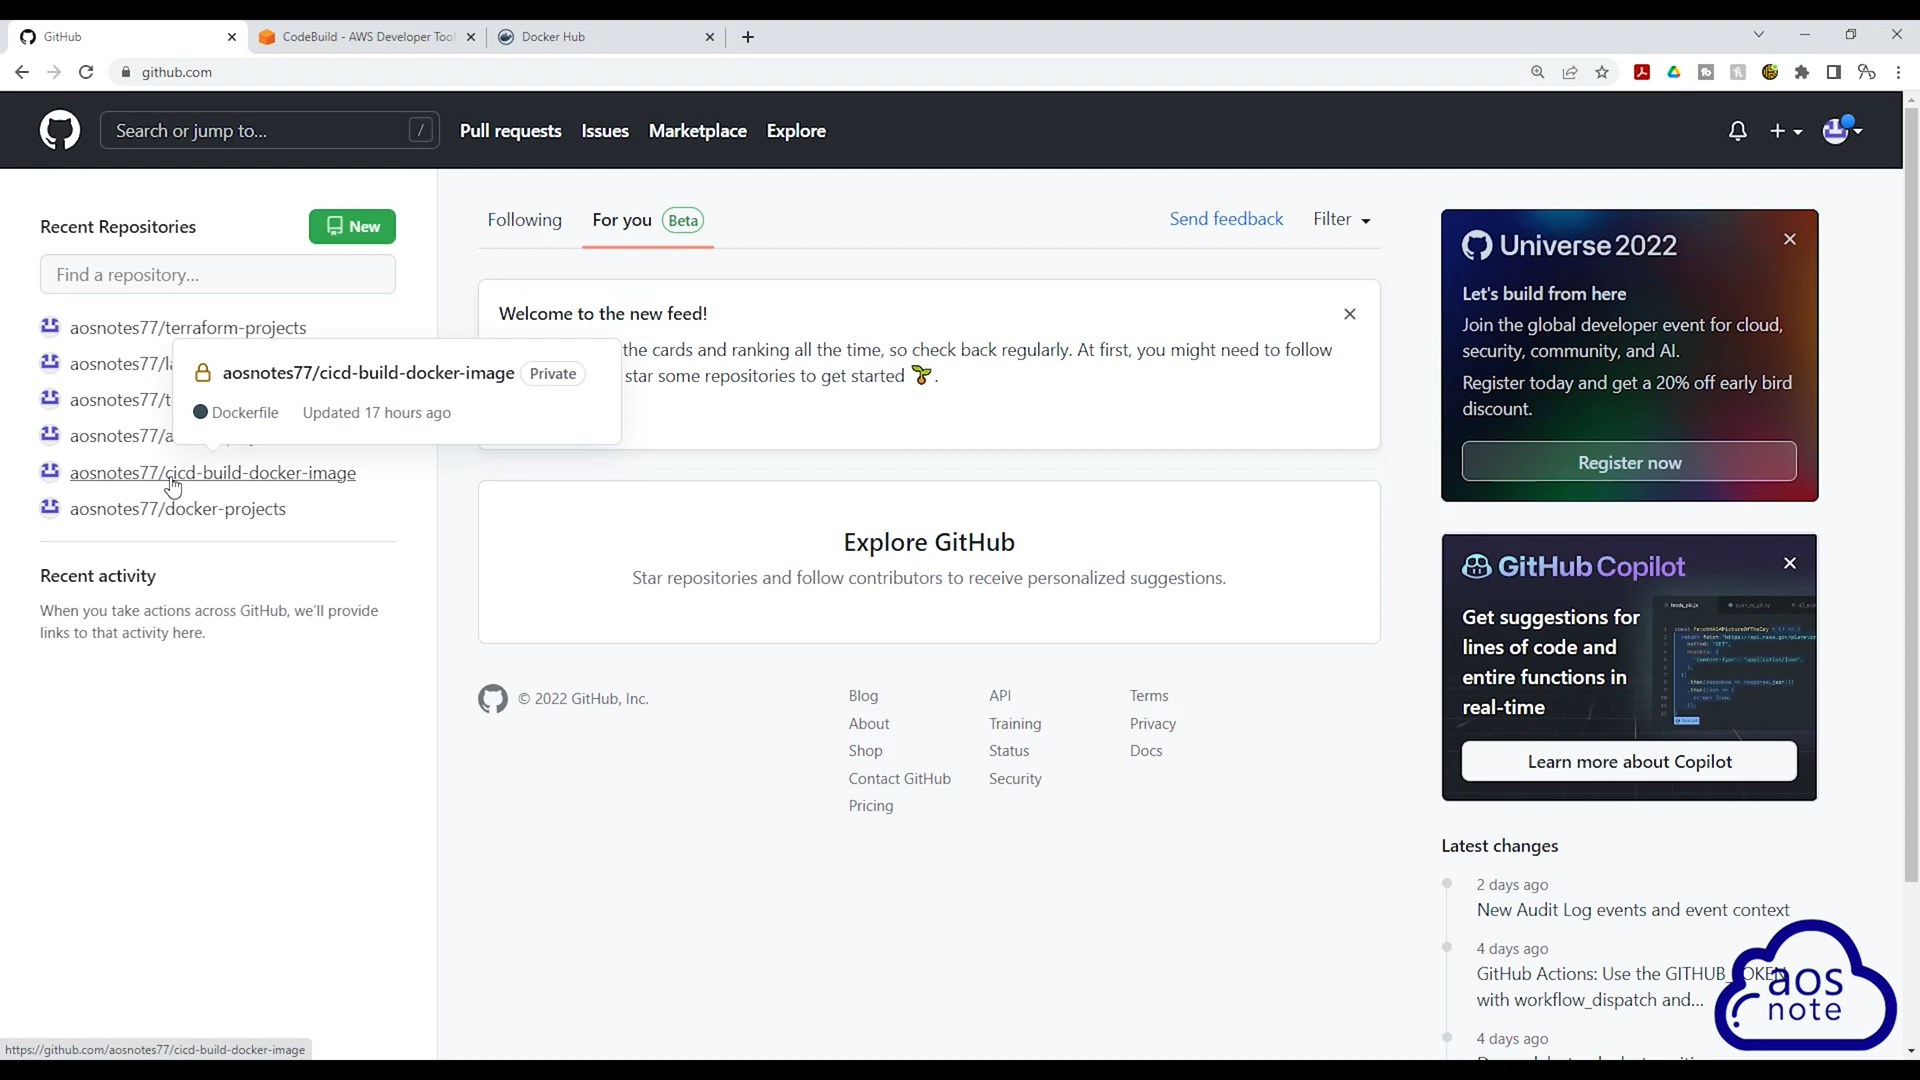 GitHub
CodeBuild - AWS Developer Tool
Docker Hub
github.com
Search or jump to...
/
Pull requests
Issues
Marketplace
Explore
Recent Repositories
New
Find a repository...
aosnotes77/terraform-projects
aosnotes77/la
aosnotes77/t
aosnotes77/a
aosnotes77/cicd-build-docker-image
aosnotes77/docker-projects
aosnotes77/cicd-build-docker-image Private
Dockerfile Updated 17 hours ago
Recent activity
When you take actions across GitHub, we'll provide
links to that activity here.
Following
For you Beta
Send feedback
Filter
Welcome to the new feed!
the cards and ranking all the time, so check back regularly. At first, you might need to follow
star some repositories to get started 🌱.
Explore GitHub
Star repositories and follow contributors to receive personalized suggestions.
© 2022 GitHub, Inc.
Blog
About
Shop
Contact GitHub
Pricing
API
Training
Status
Security
Terms
Privacy
Docs
Universe 2022
Let's build from here
Join the global developer event for cloud,
security, community, and AI.
Register today and get a 20% off early bird
discount.
Register now
GitHub Copilot
Get suggestions for
lines of code and
entire functions in
real-time
Learn more about Copilot
Latest changes
2 days ago
New Audit Log events and event context
4 days ago
GitHub Actions: Use the GITHUB_TOKEN
with workflow_dispatch and...
4 days ago
aos
note
https://github.com/aosnotes77/cicd-build-docker-image